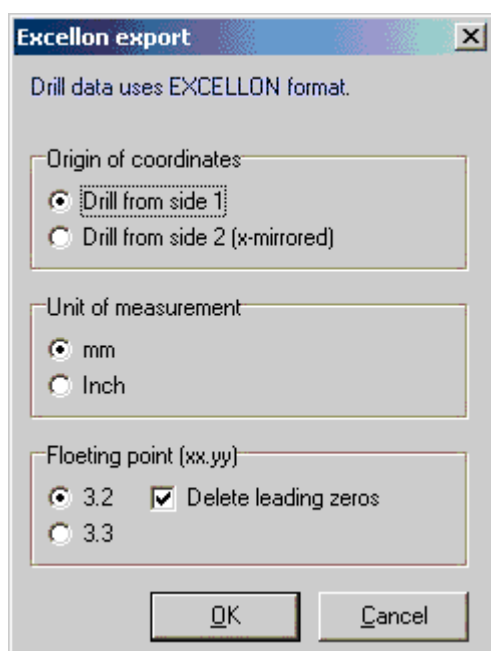 Excellon export
Drill data uses EXCELLON format.
Origin of coordinates
Drill from side 1
Drill from side 2 (x-mirrored)
Unit of measurement
mm
Inch
Floeting point (xx.yy)
3.2 Delete leading zeros
3.3
OK Cancel